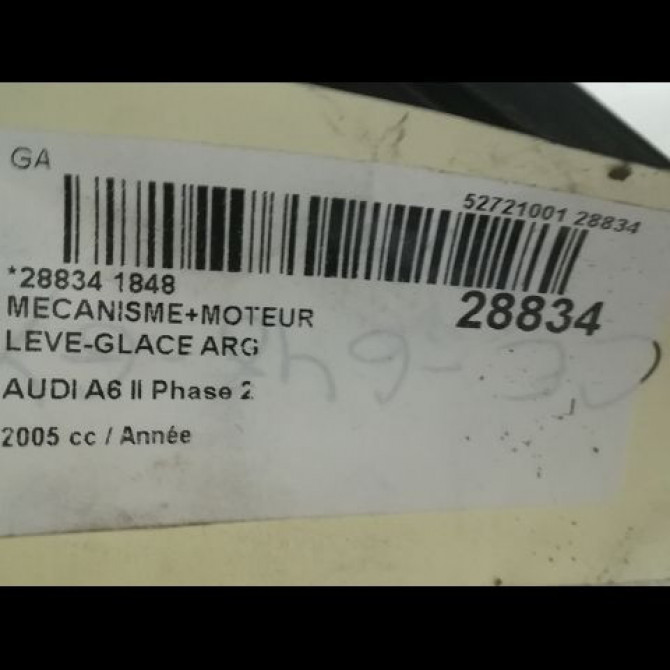 GA
52721001 28834
*28834 1848
28834
MECANISME+MOTEUR
LEVE-GLACE ARG
AUDI A6 II Phase 2
2005 cc / Année